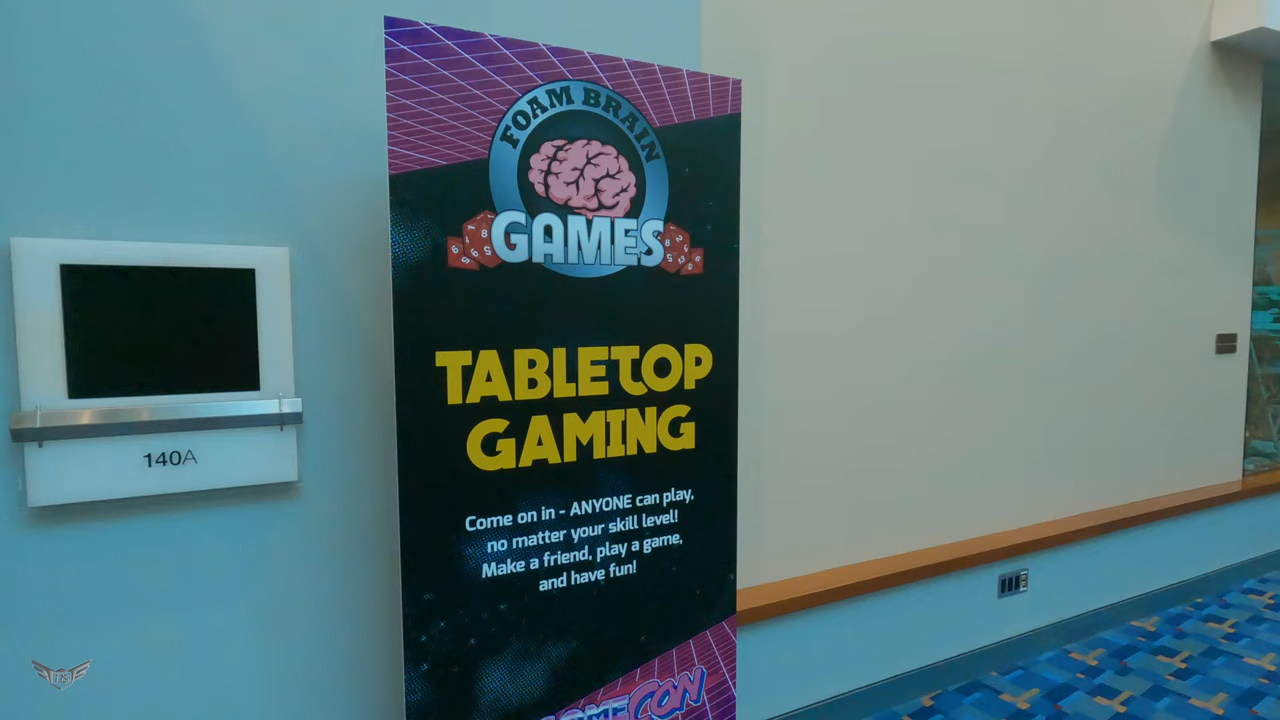 FOAM BRAIN
GAMES
TABLETOP
GAMING
Come on in - ANYONE can play,
no matter your skill level!
Make a friend, play a game,
and have fun!
140A